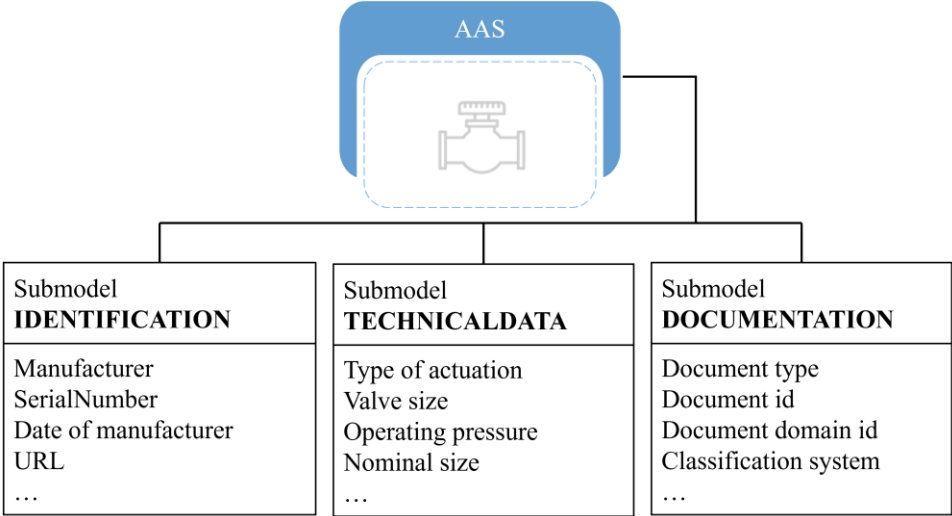 AAS
Submodel
IDENTIFICATION
Manufacturer
SerialNumber
Date of manufacturer
URL
…
Submodel
TECHNICALDATA
Type of actuation
Valve size
Operating pressure
Nominal size
…
Submodel
DOCUMENTATION
Document type
Document id
Document domain id
Classification system
…